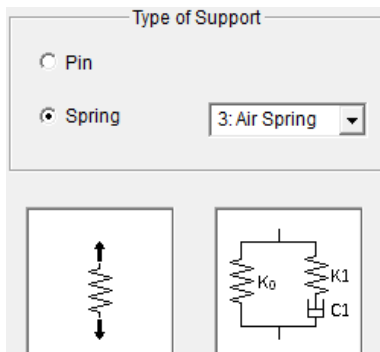 Type of Support
Pin
Spring
3: Air Spring
K₀
K1
C1